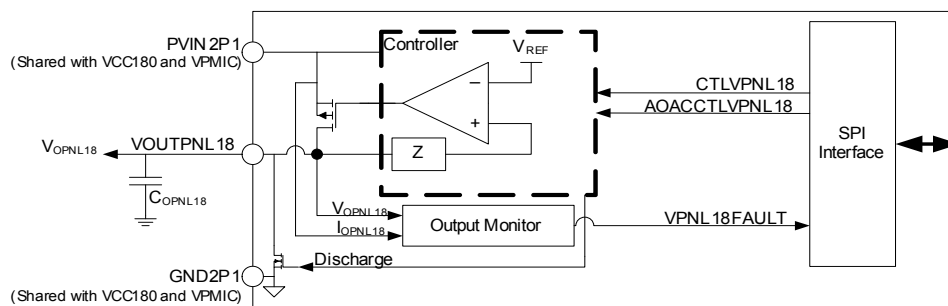 PVIN2P1
(Shared with VCC180 and VPMIC)
Controller
VREF
−
+
Z
CTLVPNL18
AOACCTLVPNL18
SPI
Interface
VOPNL18
VOUTPNL18
COPNL18
VOPNL18
IOPNL18
Output Monitor
VPNL18FAULT
Discharge
GND2P1
(Shared with VCC180 and VPMIC)